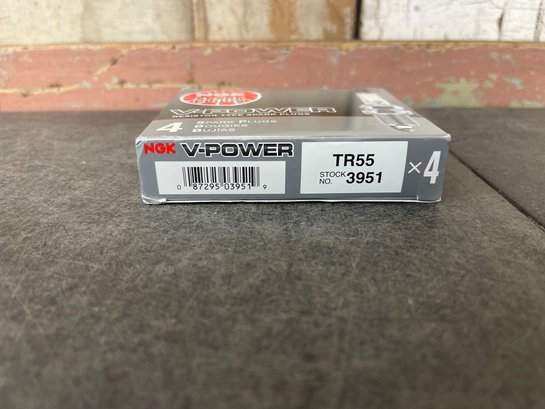 NGK
V-POWER
RESISTOR TYPE SPARK PLUGS
4 SPARK PLUGS
BOUGIES
BUJÍAS
NGK V-POWER
TR55
STOCK NO. 3951
×4
0 87295 03951 9